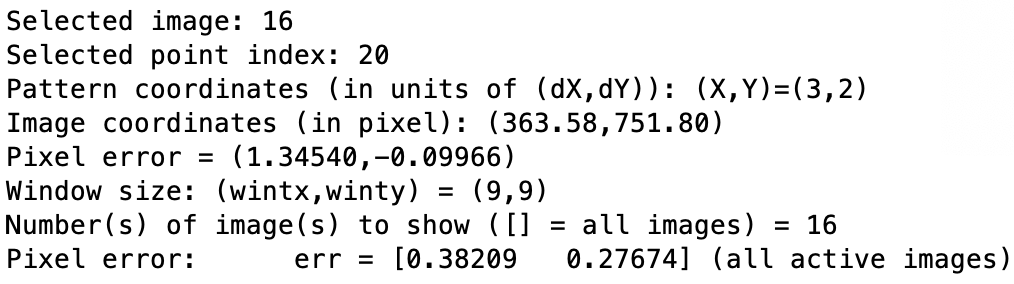 Selected image: 16
Selected point index: 20
Pattern coordinates (in units of (dX,dY)): (X,Y)=(3,2)
Image coordinates (in pixel): (363.58,751.80)
Pixel error = (1.34540,-0.09966)
Window size: (wintx,winty) = (9,9)
Number(s) of image(s) to show ([] = all images) = 16
Pixel error:      err = [0.38209   0.27674] (all active images)